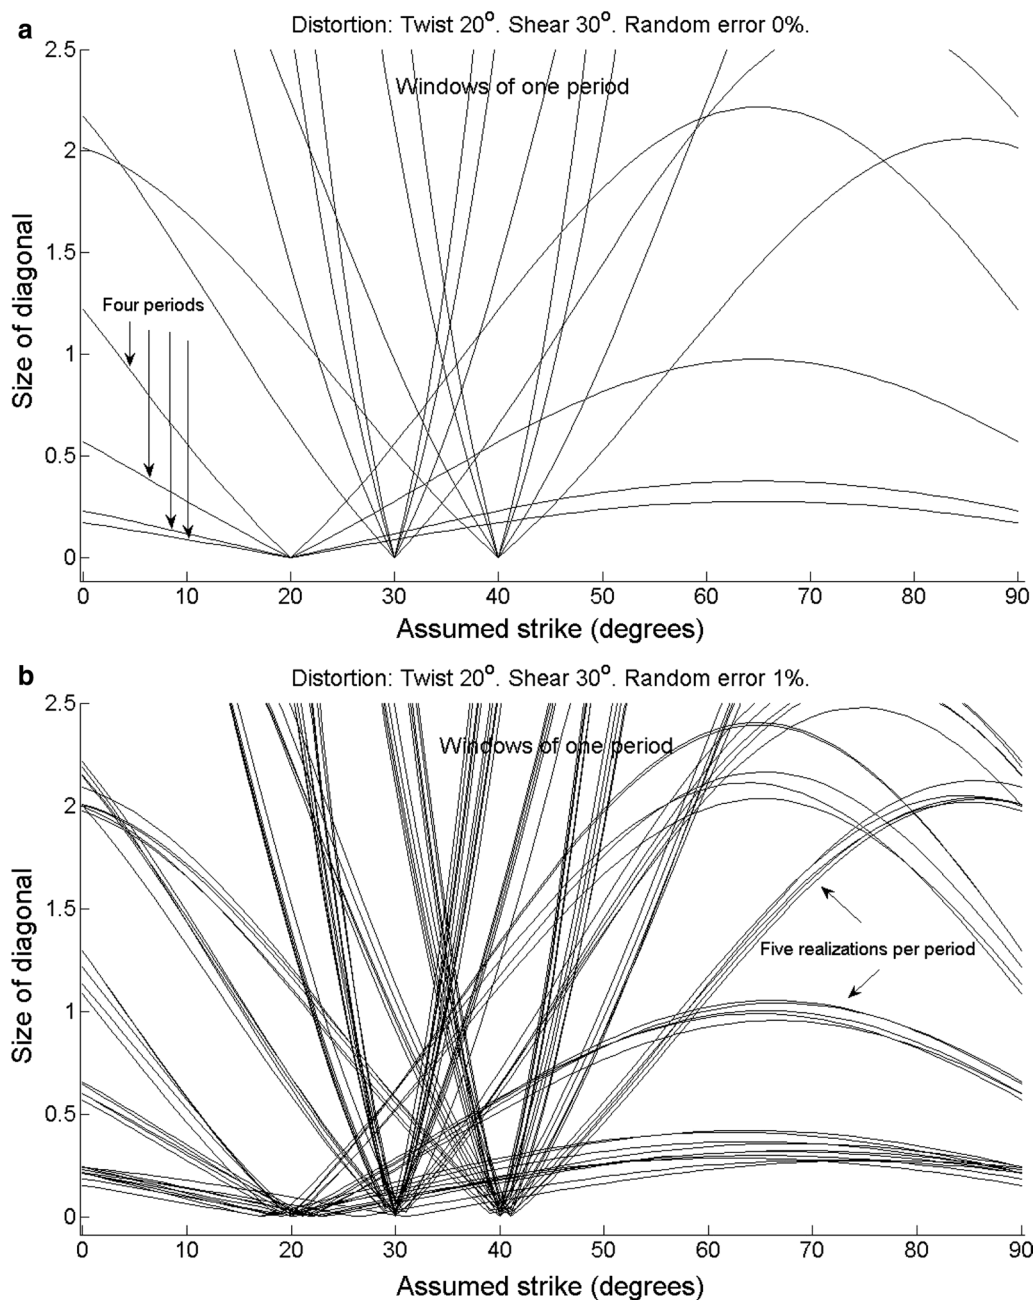 a
Distortion: Twist 20°. Shear 30°. Random error 0%.
2.5
Windows of one period
2
1.5
Four periods
1
0.5
0
Size of diagonal
0 10 20 30 40 50 60 70 80 90
Assumed strike (degrees)
b
Distortion: Twist 20°. Shear 30°. Random error 1%.
2.5
Windows of one period
2
1.5
Five realizations per period
1
0.5
0
Size of diagonal
0 10 20 30 40 50 60 70 80 90
Assumed strike (degrees)